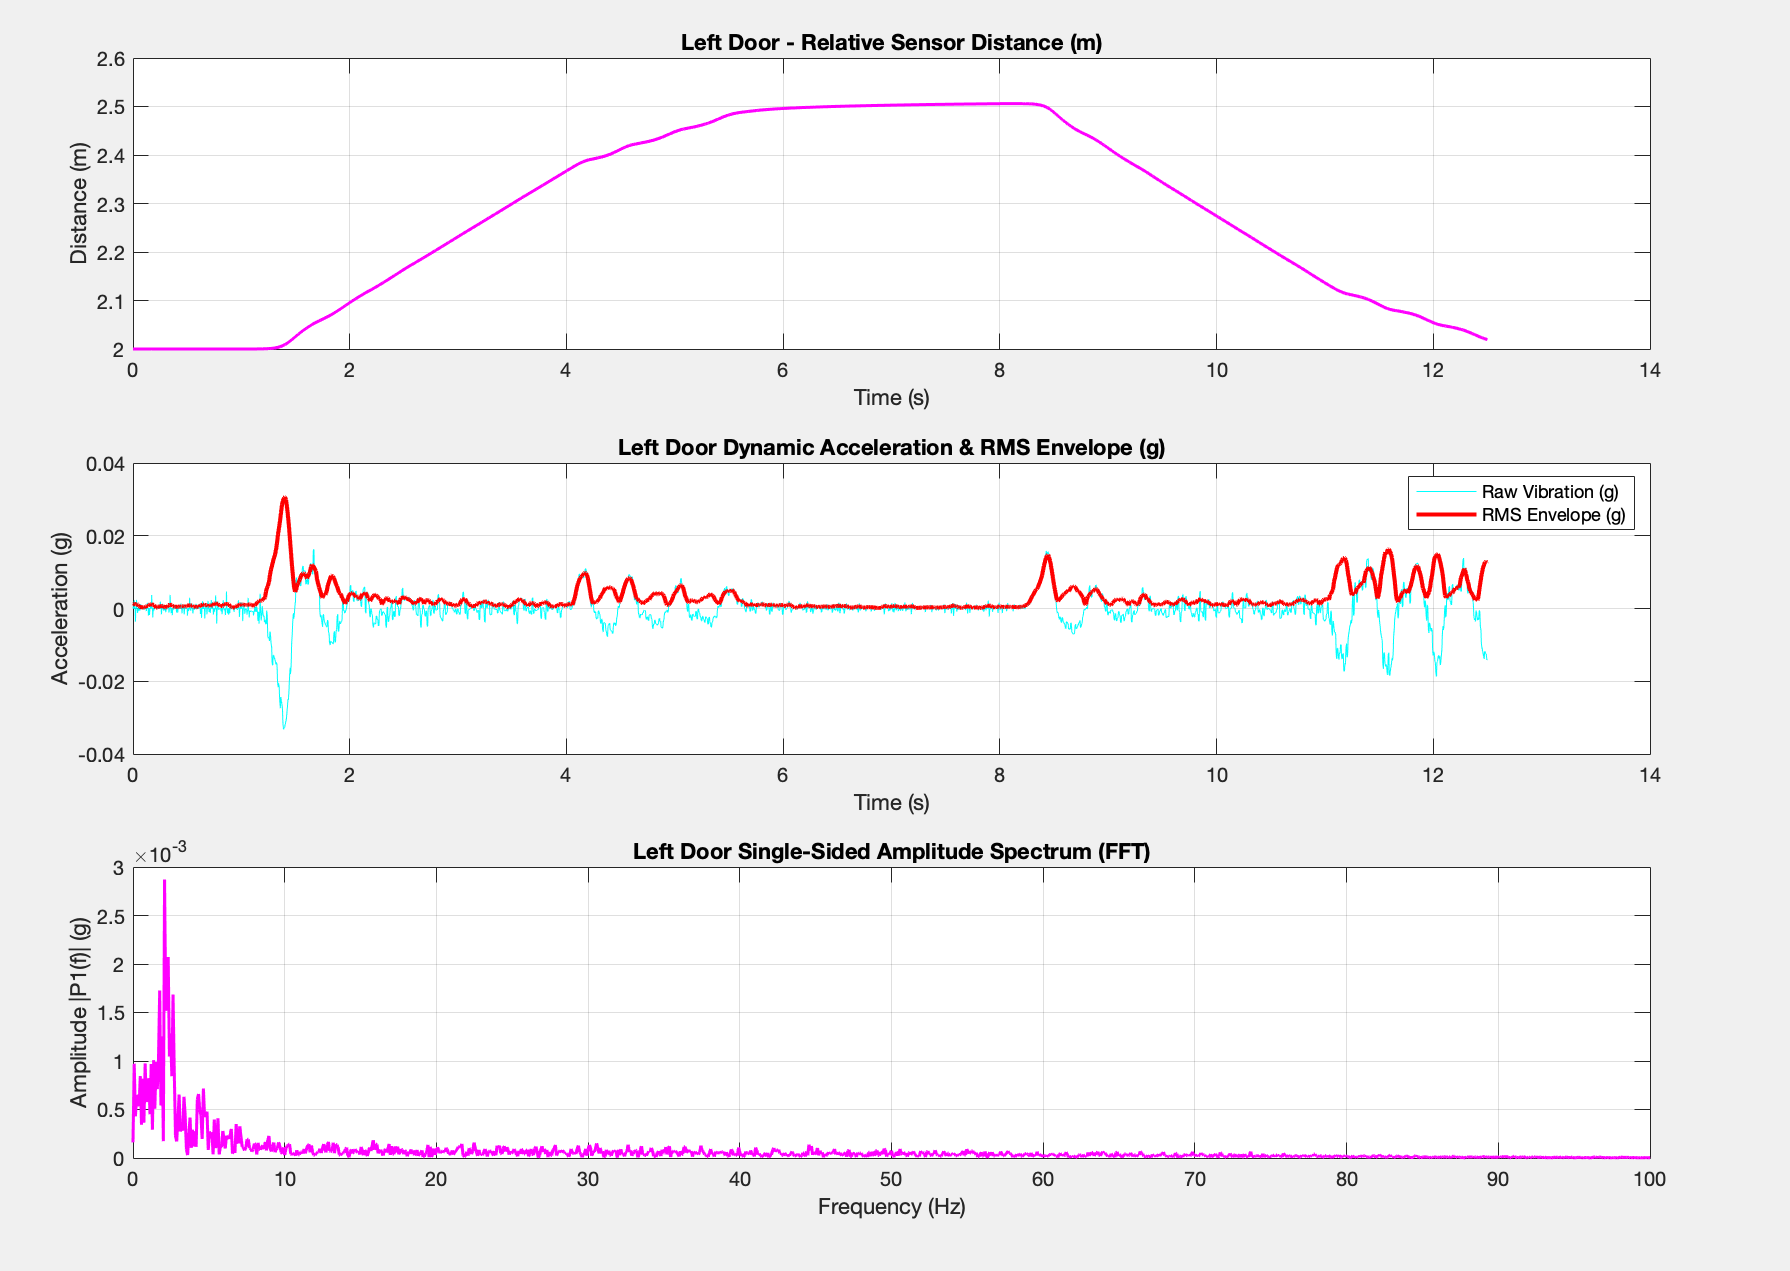 Left Door - Relative Sensor Distance (m)
2.6
2.5
2.4
2.3
2.2
2.1
2
Distance (m)
0 2 4 6 8 10 12 14
Time (s)
Left Door Dynamic Acceleration & RMS Envelope (g)
0.04
0.02
0
-0.02
-0.04
Acceleration (g)
Raw Vibration (g)
RMS Envelope (g)
0 2 4 6 8 10 12 14
Time (s)
Left Door Single-Sided Amplitude Spectrum (FFT)
×10-3
3
2.5
2
1.5
1
0.5
0
Amplitude |P1(f)| (g)
0 10 20 30 40 50 60 70 80 90 100
Frequency (Hz)